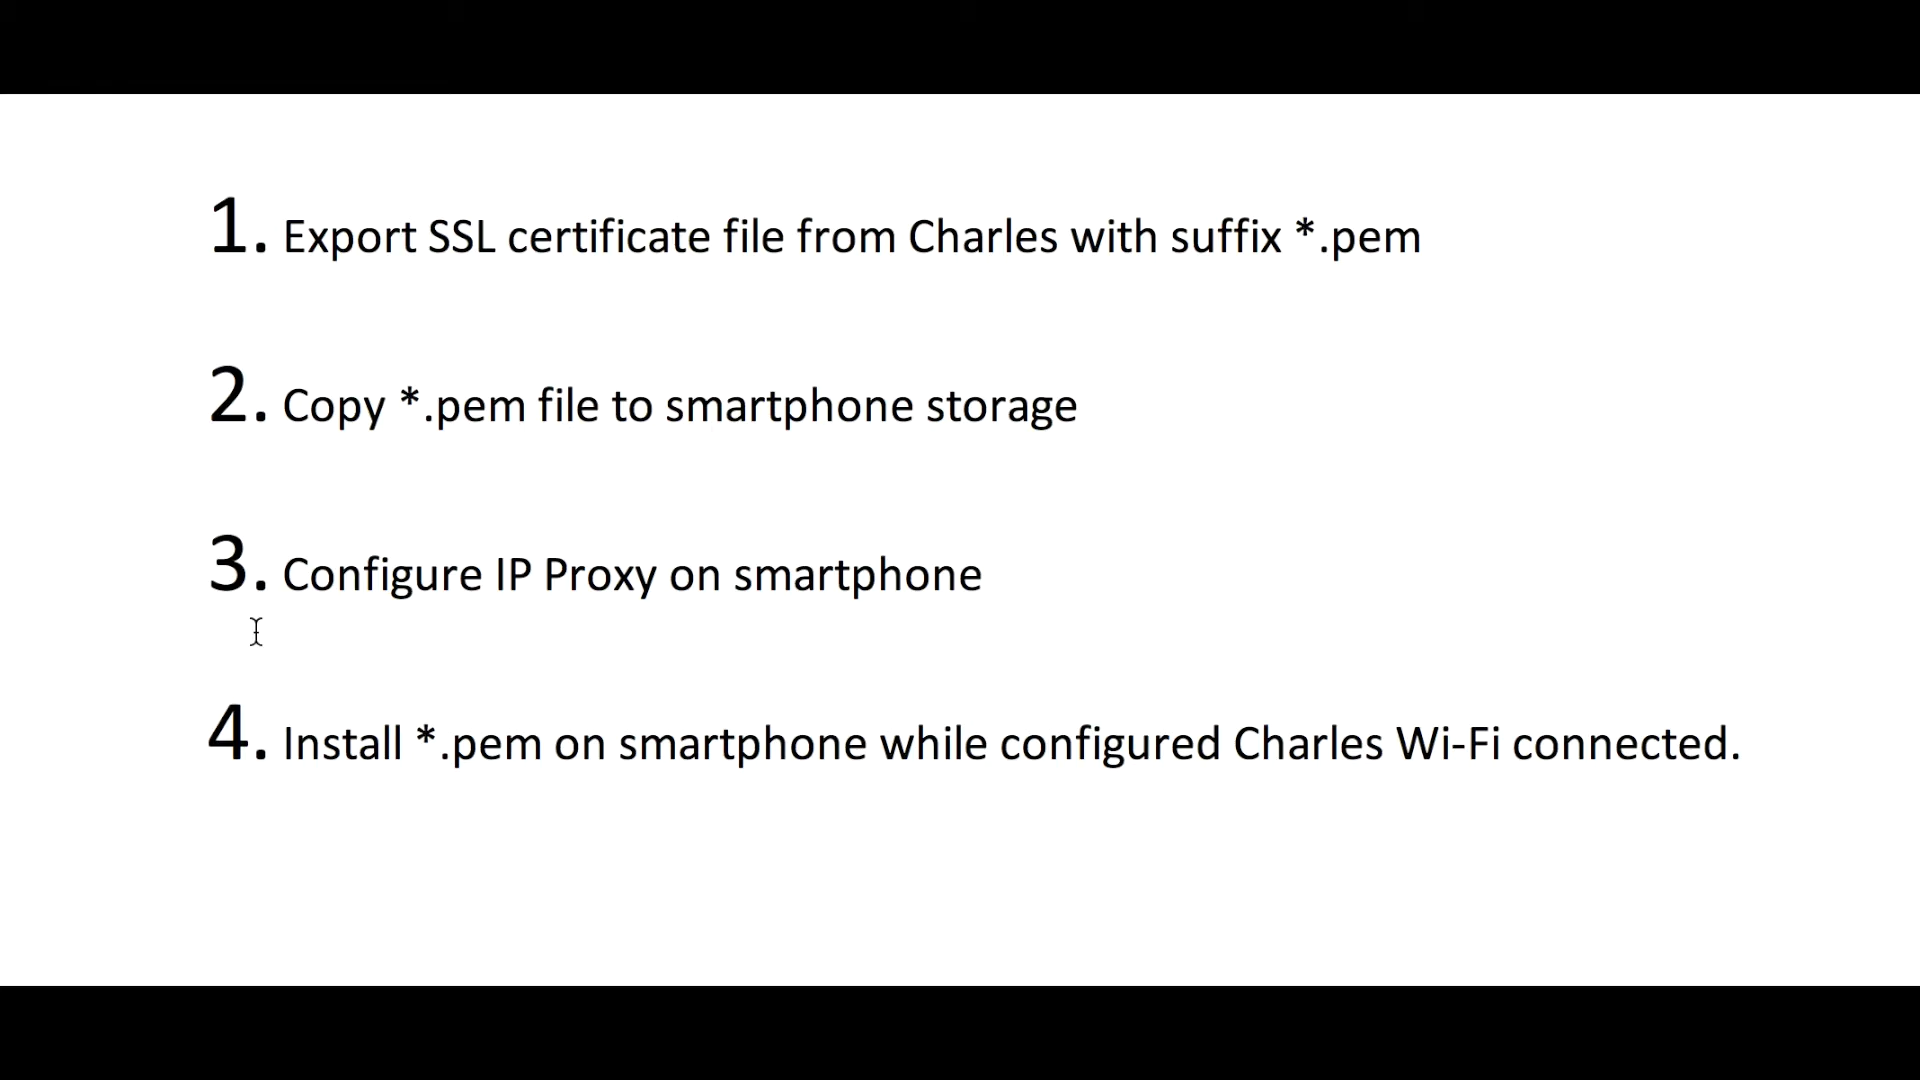 1. Export SSL certificate file from Charles with suffix *.pem
2. Copy *.pem file to smartphone storage
3. Configure IP Proxy on smartphone
4. Install *.pem on smartphone while configured Charles Wi-Fi connected.